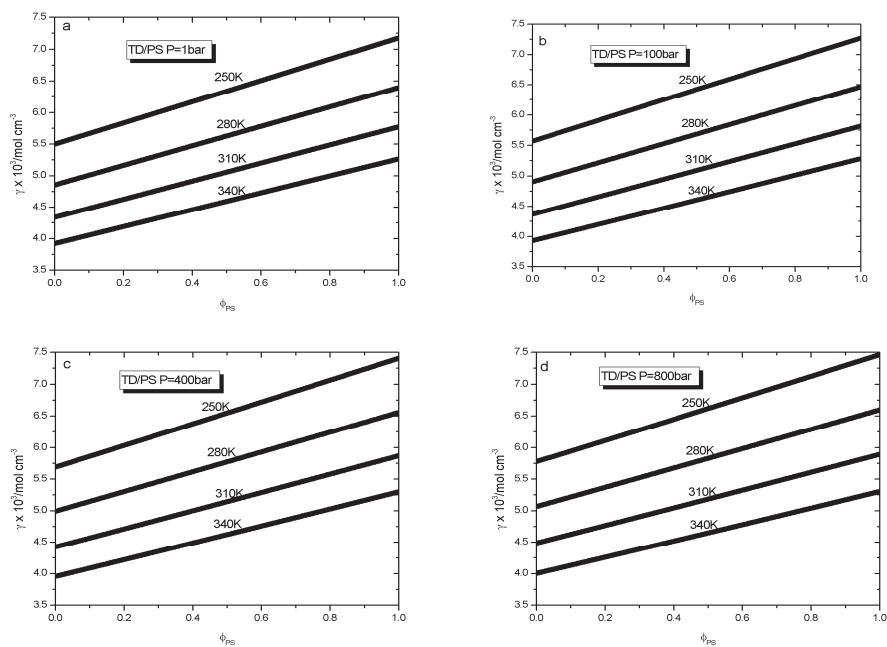 a
TD/PS P=1bar
7.5
7.0
6.5
6.0
5.5
5.0
4.5
4.0
3.5
γ x 10³/mol cm⁻³
250K
280K
310K
340K
0.0 0.2 0.4 0.6 0.8 1.0
ϕPS
b
TD/PS P=100bar
7.5
7.0
6.5
6.0
5.5
5.0
4.5
4.0
3.5
γ x 10³/mol cm⁻³
250K
280K
310K
340K
0.0 0.2 0.4 0.6 0.8 1.0
ϕPS
c
TD/PS P=400bar
7.5
7.0
6.5
6.0
5.5
5.0
4.5
4.0
3.5
γ x 10³/mol cm⁻³
250K
280K
310K
340K
0.0 0.2 0.4 0.6 0.8 1.0
ϕPS
d
TD/PS P=800bar
7.5
7.0
6.5
6.0
5.5
5.0
4.5
4.0
3.5
γ x 10³/mol cm⁻³
250K
280K
310K
340K
0.0 0.2 0.4 0.6 0.8 1.0
ϕPS